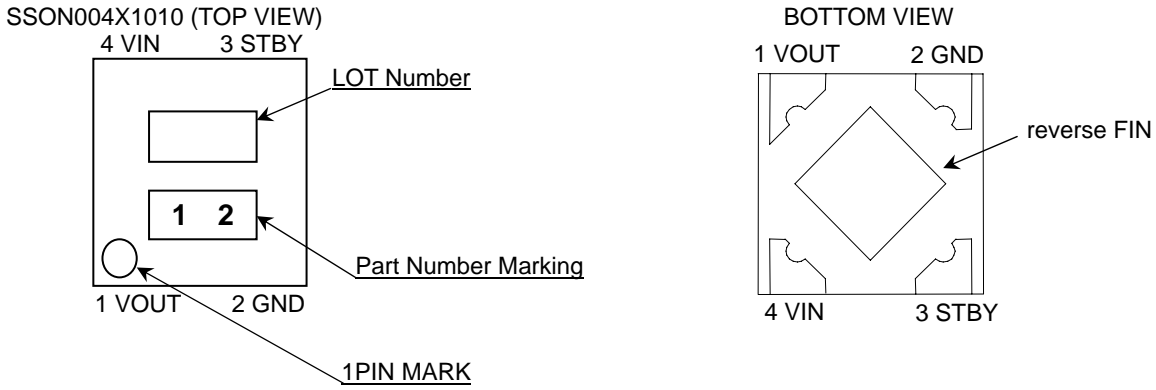 SSON004X1010 (TOP VIEW)
4 VIN 3 STBY
LOT Number
1 2
Part Number Marking
1 VOUT 2 GND
1PIN MARK
BOTTOM VIEW
1 VOUT 2 GND
reverse FIN
4 VIN 3 STBY